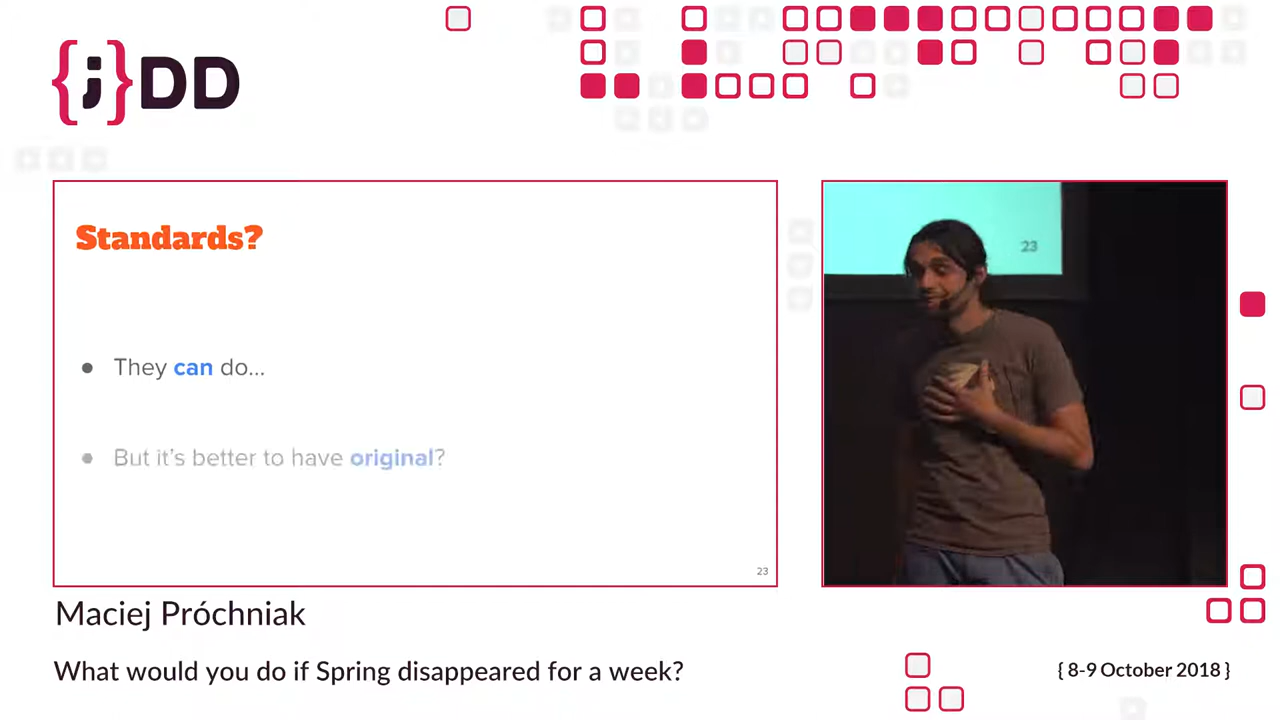 {j}DD
Standards?
● They can do...
● But it's better to have original?
23
23
Maciej Próchniak
What would you do if Spring disappeared for a week?
{ 8-9 October 2018 }